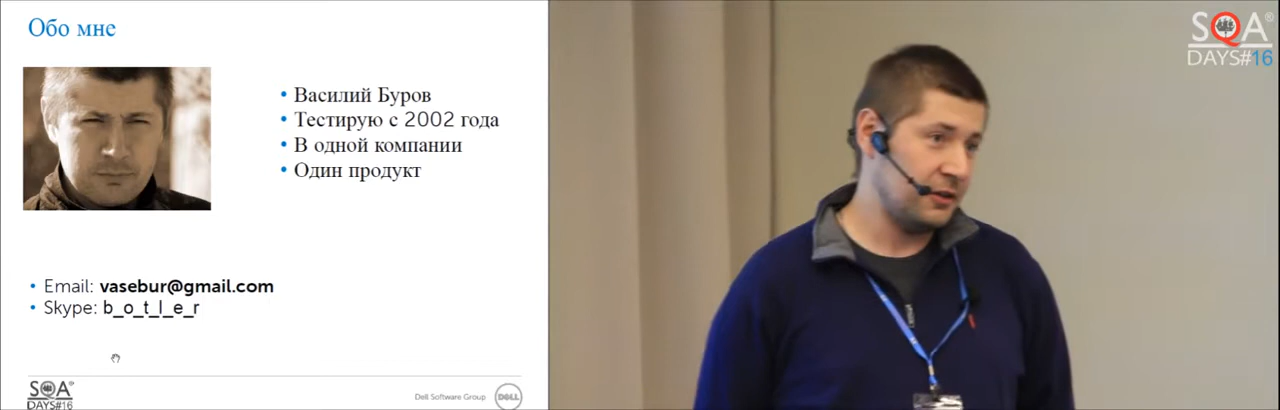 Обо мне
• Василий Буров
• Тестирую с 2002 года
• В одной компании
• Один продукт
• Email: vasebur@gmail.com
• Skype: b_o_t_l_e_r
SQA®
DAYS#16
Dell Software Group
DELL
SQA®
DAYS#16